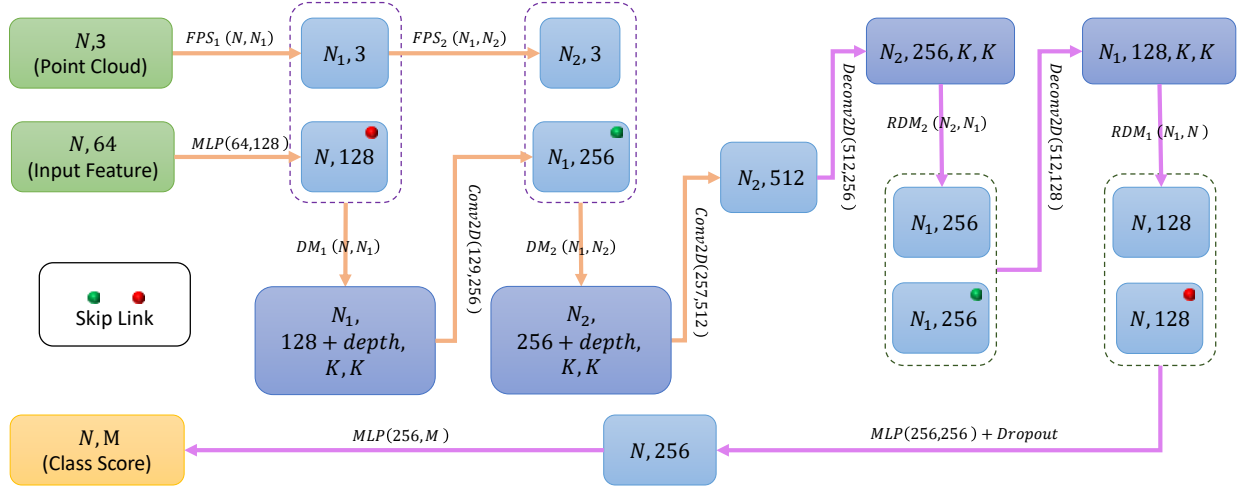 N,3
(Point Cloud)
FPS₁ (N, N₁)
N₁, 3
FPS₂ (N₁, N₂)
N₂, 3
N, 64
(Input Feature)
MLP(64,128)
N, 128
N₁, 256
DM₁ (N, N₁)
Conv2D(129,256)
DM₂ (N₁, N₂)
Conv2D(257,512)
N₁,
128 + depth,
K, K
N₂,
256 + depth,
K, K
N₂, 512
Deconv2D(512,256)
N₂, 256, K, K
RDM₂ (N₂, N₁)
N₁, 256
N₁, 256
Deconv2D(512,128)
N₁, 128, K, K
RDM₁ (N₁, N)
N, 128
N, 128
Skip Link
MLP(256,256) + Dropout
N, 256
MLP(256, M)
N, M
(Class Score)